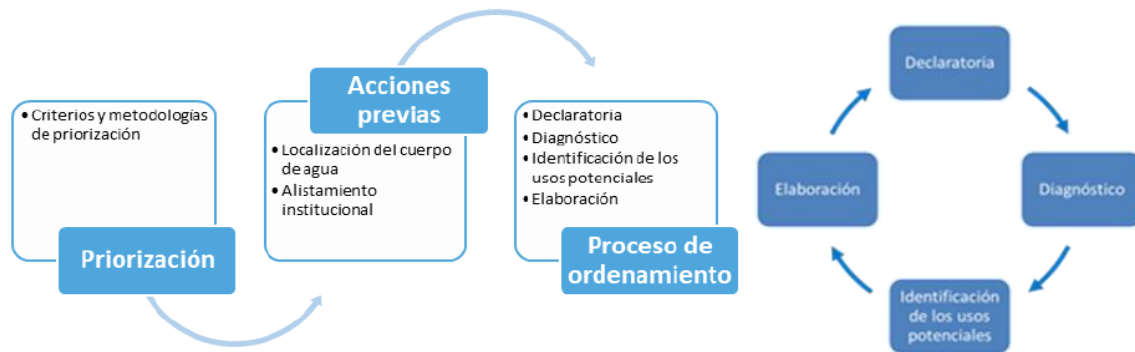 • Criterios y metodologías
de priorización
Priorización
Acciones
previas
• Localización del cuerpo
de agua
• Alistamiento
institucional
• Declaratoria
• Diagnóstico
• Identificación de los
usos potenciales
• Elaboración
Proceso de
ordenamiento
Declaratoria
Diagnóstico
Identificación
de los usos
potenciales
Elaboración